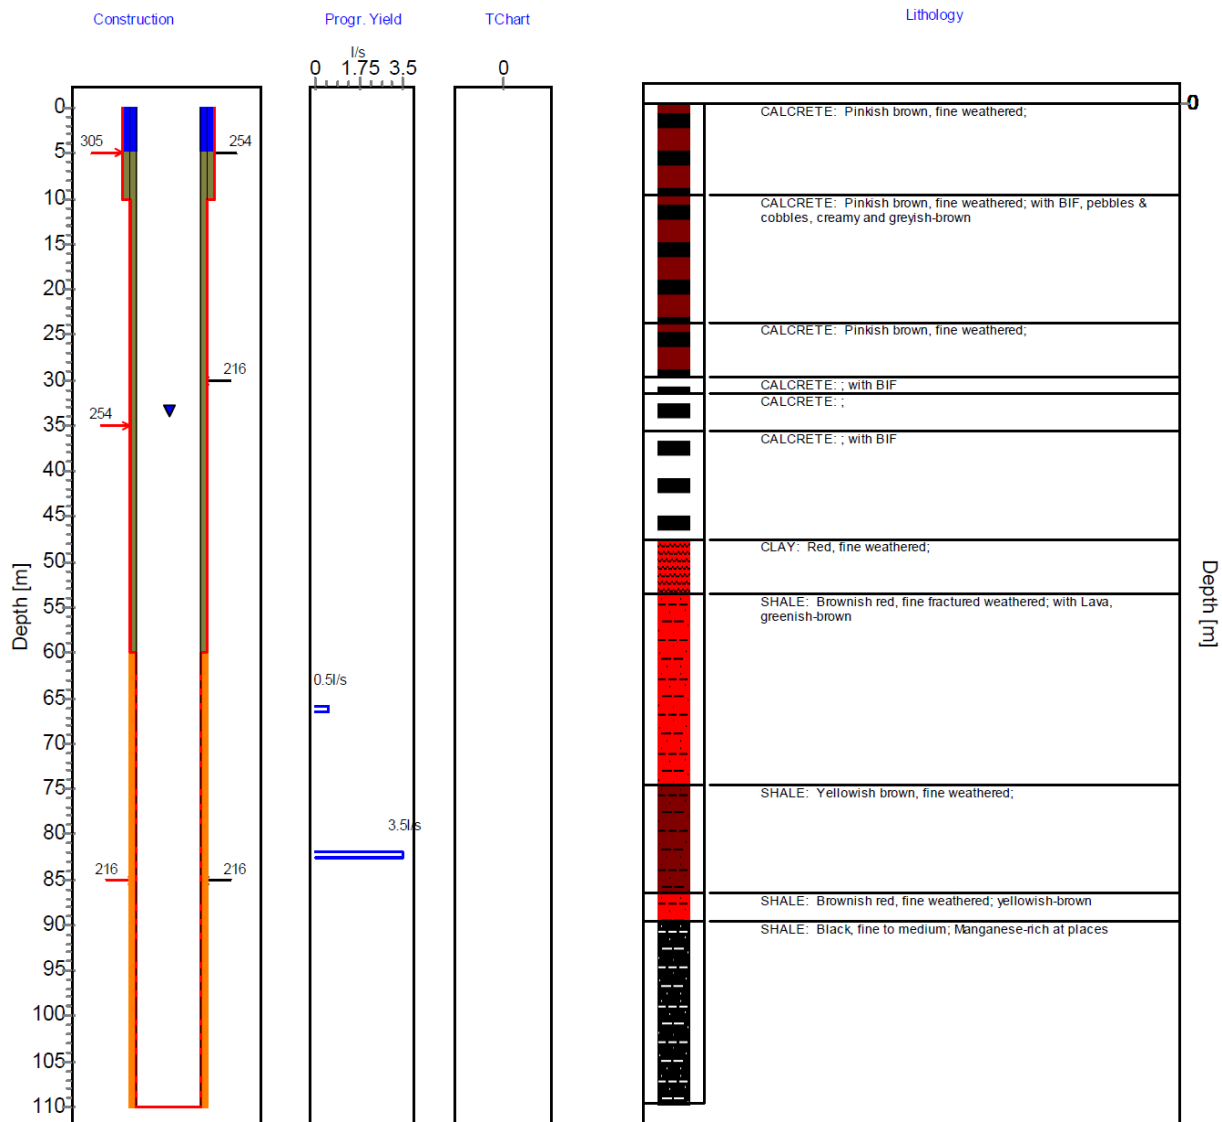 Construction
Progr. Yield
TChart
Lithology
l/s
0 1.75 3.5
0
Depth [m]
0
5
10
15
20
25
30
35
40
45
50
55
60
65
70
75
80
85
90
95
100
105
110
305
254
216
254
216
216
0.5l/s
3.5l/s
0
CALCRETE: Pinkish brown, fine weathered;
CALCRETE: Pinkish brown, fine weathered; with BIF, pebbles &
cobbles, creamy and greyish-brown
CALCRETE: Pinkish brown, fine weathered;
CALCRETE: ; with BIF
CALCRETE: ;
CALCRETE: ; with BIF
CLAY: Red, fine weathered;
SHALE: Brownish red, fine fractured weathered; with Lava,
greenish-brown
SHALE: Yellowish brown, fine weathered;
SHALE: Brownish red, fine weathered; yellowish-brown
SHALE: Black, fine to medium; Manganese-rich at places
Depth [m]